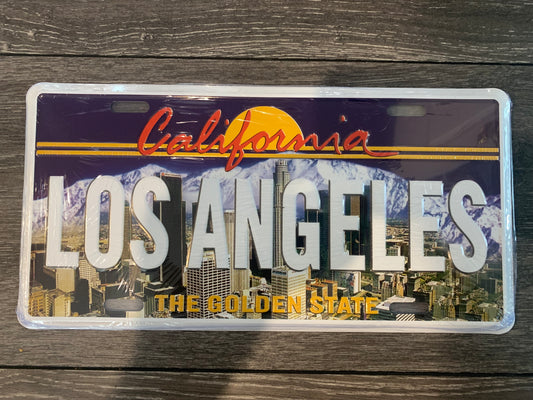 California
LOS ANGELES
THE GOLDEN STATE